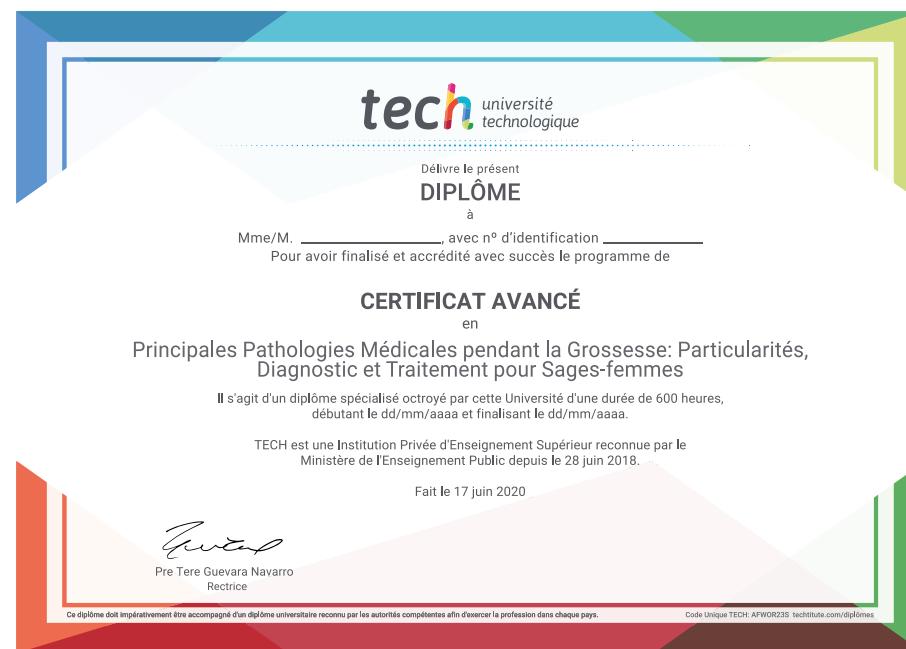 tech université
technologique
Délivre le présent
DIPLÔME
à
Mme/M. ____________________, avec nº d'identification ______________
Pour avoir finalisé et accrédité avec succès le programme de
CERTIFICAT AVANCÉ
en
Principales Pathologies Médicales pendant la Grossesse: Particularités,
Diagnostic et Traitement pour Sages-femmes
Il s'agit d'un diplôme spécialisé octroyé par cette Université d'une durée de 600 heures,
débutant le dd/mm/aaaa et finalisant le dd/mm/aaaa.
TECH est une Institution Privée d'Enseignement Supérieur reconnue par le
Ministère de l'Enseignement Public depuis le 28 juin 2018.
Fait le 17 juin 2020
Pre Tere Guevara Navarro
Rectrice
Ce diplôme doit impérativement être accompagné d'un diplôme universitaire reconnu par les autorités compétentes afin d'exercer la profession dans chaque pays.
Code Unique TECH: AFWOR23S techtitute.com/diplômes